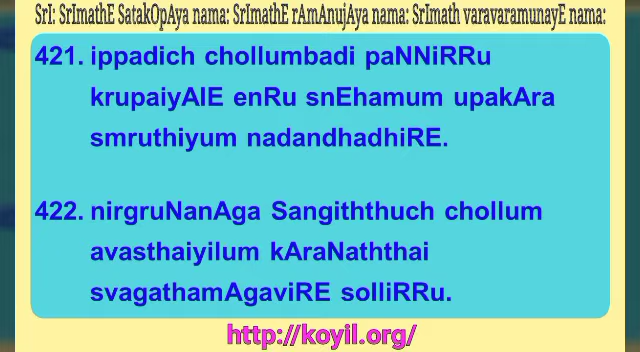 SrI: SrImathE SatakOpAya nama: SrImathE rAmAnujAya nama: SrImath varavaramunayE nama:
421. ippadich chollumbadi paNNiRRu
krupaiyAlE enRu snEhamum upakAra
smruthiyum nadandhadhiRE.
422. nirgruNanAga Sangiththuch chollum
avasthaiyilum kAraNaththai
svagathamAgaviRE solliRRu.
http://koyil.org/